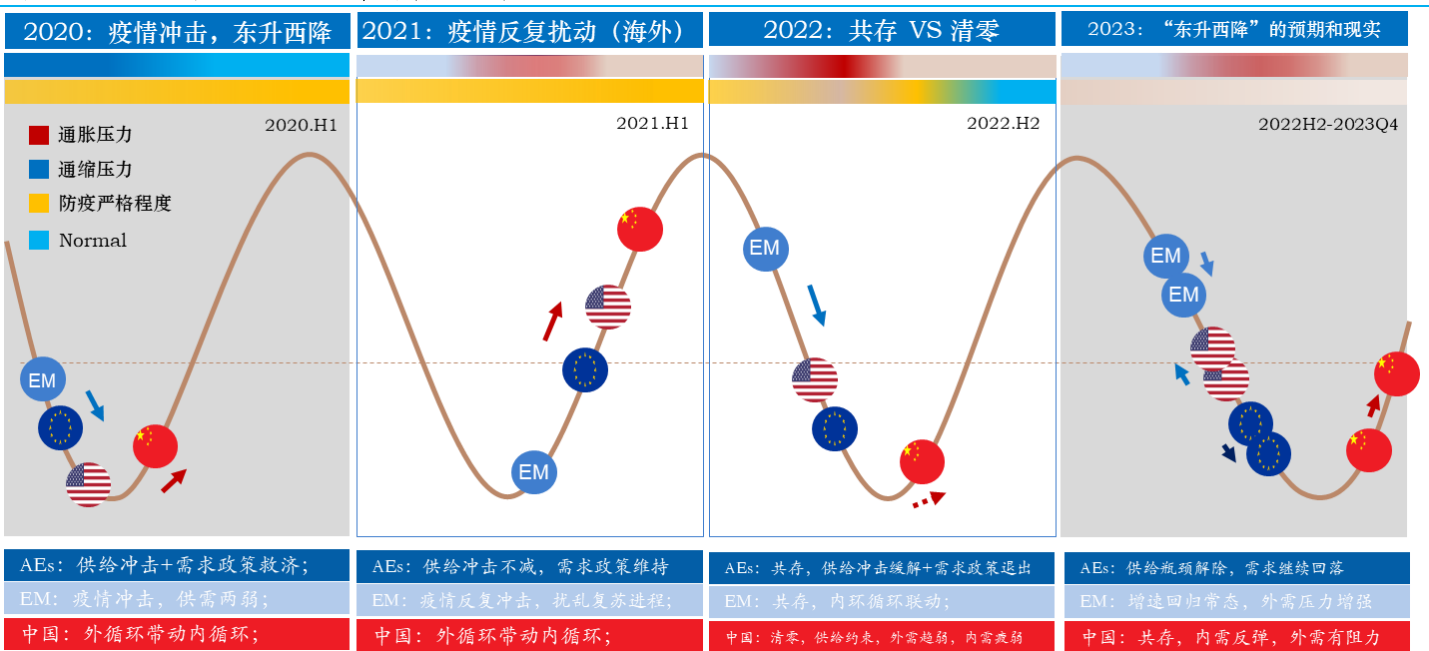 2020：疫情冲击，东升西降
2021：疫情反复扰动（海外）
2022：共存 VS 清零
2023：“东升西降”的预期和现实
2020.H1
2021.H1
2022.H2
2022H2-2023Q4
通胀压力
通缩压力
防疫严格程度
Normal
EM
EM
EM
EM
EM
AEs：供给冲击+需求政策救济；
EM：疫情冲击，供需两弱；
中国：外循环带动内循环；
AEs：供给冲击不减，需求政策维持
EM：疫情反复冲击，扰乱复苏进程；
中国：外循环带动内循环；
AEs：共存，供给冲击缓解+需求政策退出
EM：共存，内环循环联动；
中国：清零，供给约束，外需趋弱，内需疲弱
AEs：供给瓶颈解除，需求继续回落
EM：增速回归常态，外需压力增强
中国：共存，内需反弹，外需有阻力